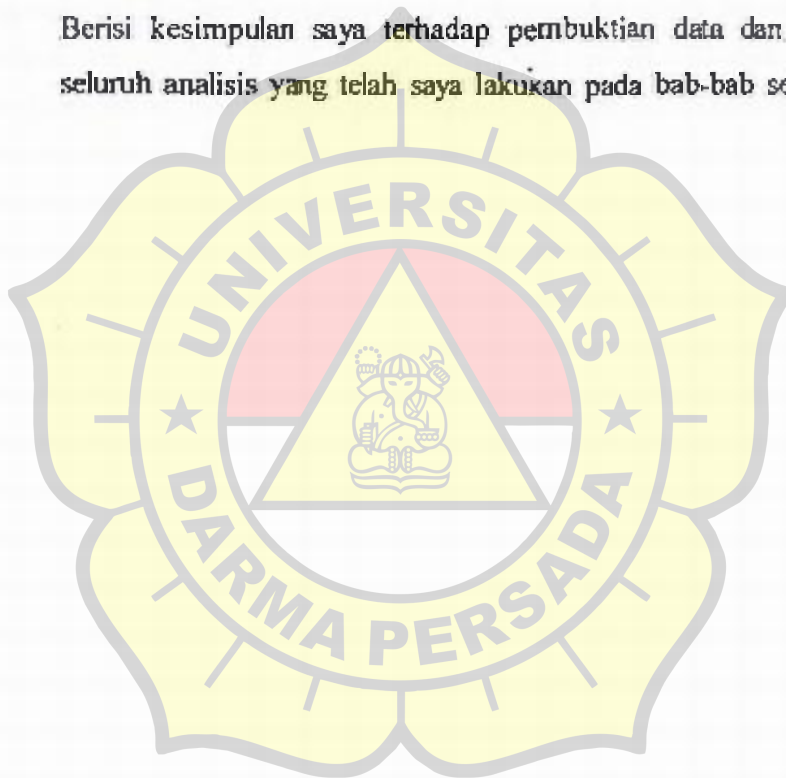 Berisi kesimpulan saya terhadap pembuktian data dan
seluruh analisis yang telah saya lakukan pada bab-bab
UNIVERSITAS
DARMA PERSADA